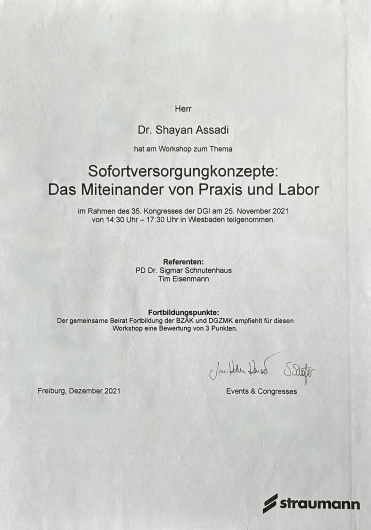 Herr
Dr. Shayan Assadi
hat am Workshop zum Thema
Sofortversorgungkonzepte:
Das Miteinander von Praxis und Labor
im Rahmen des 35. Kongresses der DGI am 25. November 2021
von 14:30 Uhr – 17:30 Uhr in Wiesbaden teilgenommen.
Referenten:
PD Dr. Sigmar Schnutenhaus
Tim Eisenmann
Fortbildungspunkte:
Der gemeinsame Beirat Fortbildung der BZÄK und DGZMK empfiehlt für diesen
Workshop eine Bewertung von 3 Punkten.
Freiburg, Dezember 2021
Events & Congresses
straumann